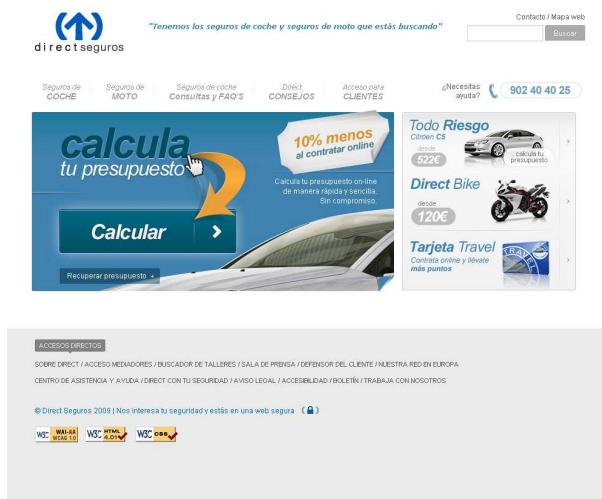 Contacto / Mapa web
"Tenemos los seguros de coche y seguros de moto que estás buscando"
directseguros
Buscar
Seguros de COCHE
Seguros de MOTO
Seguros de coche Consultas y FAQ'S
Direct CONSEJOS
Acceso para CLIENTES
¿Necesitas ayuda?
902 40 40 25
calcula
tu presupuesto
10% menos
al contratar online
Calcula tu presupuesto on-line
de manera rápida y sencilla.
Sin compromiso.
Calcular
Recuperar presupuesto
Todo Riesgo
Citröen C5
desde
522€
calcula tu
presupuesto
Direct Bike
desde
120€
Tarjeta Travel
Contrata online y llévate
más puntos
TRAVEL
ACCESOS DIRECTOS
SOBRE DIRECT / ACCESO MEDIADORES / BUSCADOR DE TALLERES / SALA DE PRENSA / DEFENSOR DEL CLIENTE / NUESTRA RED EN EUROPA
CENTRO DE ASISTENCIA Y AYUDA / DIRECT CON TU SEGURIDAD / AVISO LEGAL / ACCESIBILIDAD / BOLETÍN / TRABAJA CON NOSOTROS
© Direct Seguros 2009 | Nos interesa tu seguridad y estás en una web segura
W3C WAI-AA WCAG 1.0
W3C HTML 4.01
W3C CSS